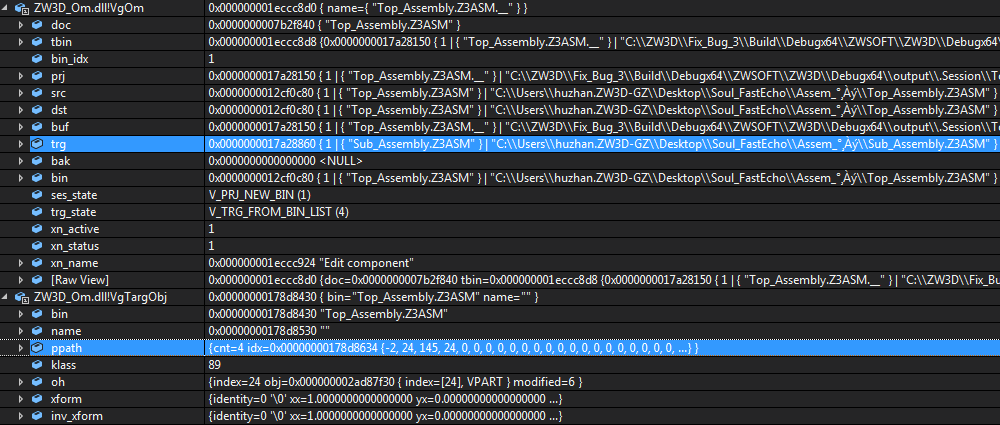 ZW3D_Om.dll!VgOm 0x000000001eccc8d0 { name={ "Top_Assembly.Z3ASM.__" } }
doc 0x0000000007b2f840 { "Top_Assembly.Z3ASM" }
tbin 0x000000001eccc8d8 {0x0000000017a28150 { 1 | { "Top_Assembly.Z3ASM.__" } | "C:\\ZW3D\\Fix_Bug_3\\Build\\Debugx64\\ZWSOFT\\ZW3D\\Debugx6
bin_idx 1
prj 0x0000000017a28150 { 1 | { "Top_Assembly.Z3ASM.__" } | "C:\\ZW3D\\Fix_Bug_3\\Build\\Debugx64\\ZWSOFT\\ZW3D\\Debugx64\\output\\.Session\\To
src 0x0000000012cf0c80 { 1 | { "Top_Assembly.Z3ASM" } | "C:\\Users\\huzhan.ZW3D-GZ\\Desktop\\Soul_FastEcho\\Assem_°¸Àý\\Top_Assembly.Z3ASM" }
dst 0x0000000012cf0c80 { 1 | { "Top_Assembly.Z3ASM" } | "C:\\Users\\huzhan.ZW3D-GZ\\Desktop\\Soul_FastEcho\\Assem_°¸Àý\\Top_Assembly.Z3ASM" }
buf 0x0000000017a28150 { 1 | { "Top_Assembly.Z3ASM.__" } | "C:\\ZW3D\\Fix_Bug_3\\Build\\Debugx64\\ZWSOFT\\ZW3D\\Debugx64\\output\\.Session\\To
trg 0x0000000017a28860 { 1 | { "Sub_Assembly.Z3ASM" } | "C:\\Users\\huzhan.ZW3D-GZ\\Desktop\\Soul_FastEcho\\Assem_°¸Àý\\Sub_Assembly.Z3ASM" }
bak 0x0000000000000000 <NULL>
bin 0x0000000012cf0c80 { 1 | { "Top_Assembly.Z3ASM" } | "C:\\Users\\huzhan.ZW3D-GZ\\Desktop\\Soul_FastEcho\\Assem_°¸Àý\\Top_Assembly.Z3ASM" }
ses_state V_PRJ_NEW_BIN (1)
trg_state V_TRG_FROM_BIN_LIST (4)
xn_active 1
xn_status 1
xn_name 0x000000001eccc924 "Edit component"
[Raw View] 0x000000001eccc8d0 {doc=0x0000000007b2f840 tbin=0x000000001eccc8d8 {0x0000000017a28150 { 1 | { "Top_Assembly.Z3ASM.__" } | "C:\\ZW3D\\Fix_Bu
ZW3D_Om.dll!VgTargObj 0x00000000178d8430 { bin="Top_Assembly.Z3ASM" name="" }
bin 0x00000000178d8430 "Top_Assembly.Z3ASM"
name 0x00000000178d8530 ""
ppath {cnt=4 idx=0x00000000178d8634 {-2, 24, 145, 24, 0, 0, 0, 0, 0, 0, 0, 0, 0, 0, 0, 0, 0, 0, 0, 0, ...} }
klass 89
oh {index=24 obj=0x000000002ad87f30 { index=[24], VPART } modified=6 }
xform {identity=0 '\0' xx=1.0000000000000000 yx=0.00000000000000000 ...}
inv_xform {identity=0 '\0' xx=1.0000000000000000 yx=0.00000000000000000 ...}